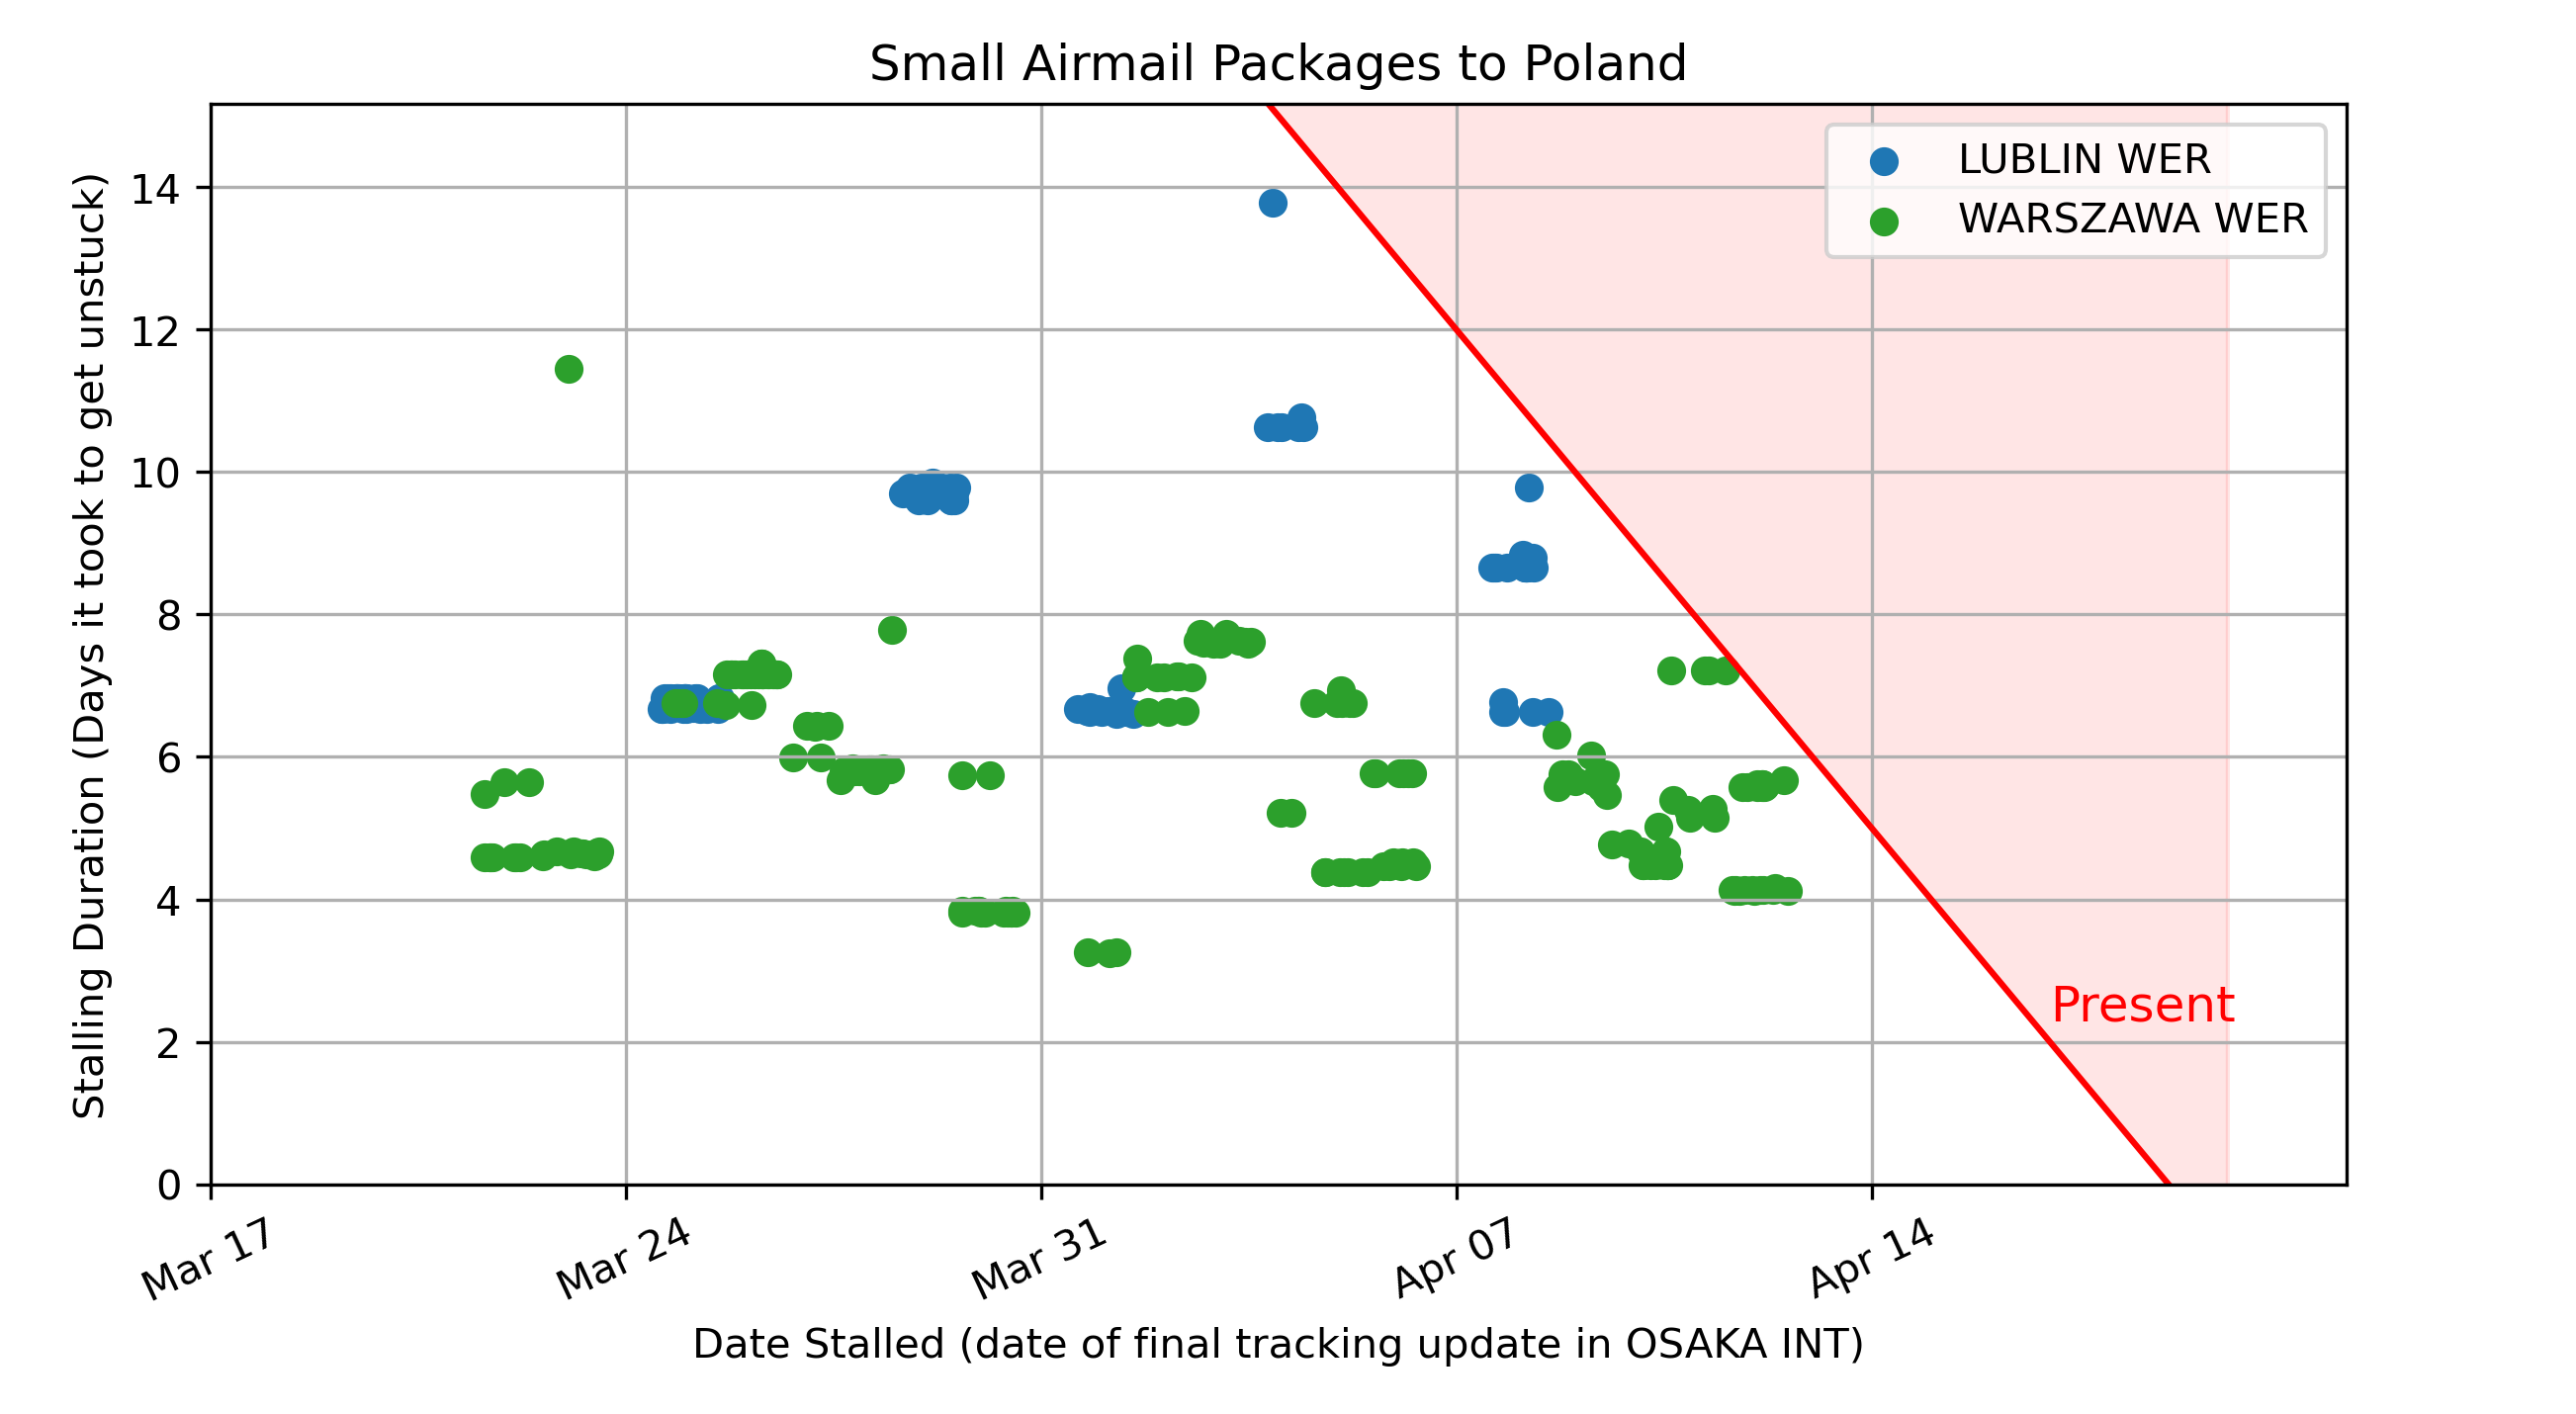 Small Airmail Packages to Poland
Stalling Duration (Days it took to get unstuck)
14
12
10
8
6
4
2
0
LUBLIN WER
WARSZAWA WER
Present
Mar 17
Mar 24
Mar 31
Apr 07
Apr 14
Date Stalled (date of final tracking update in OSAKA INT)